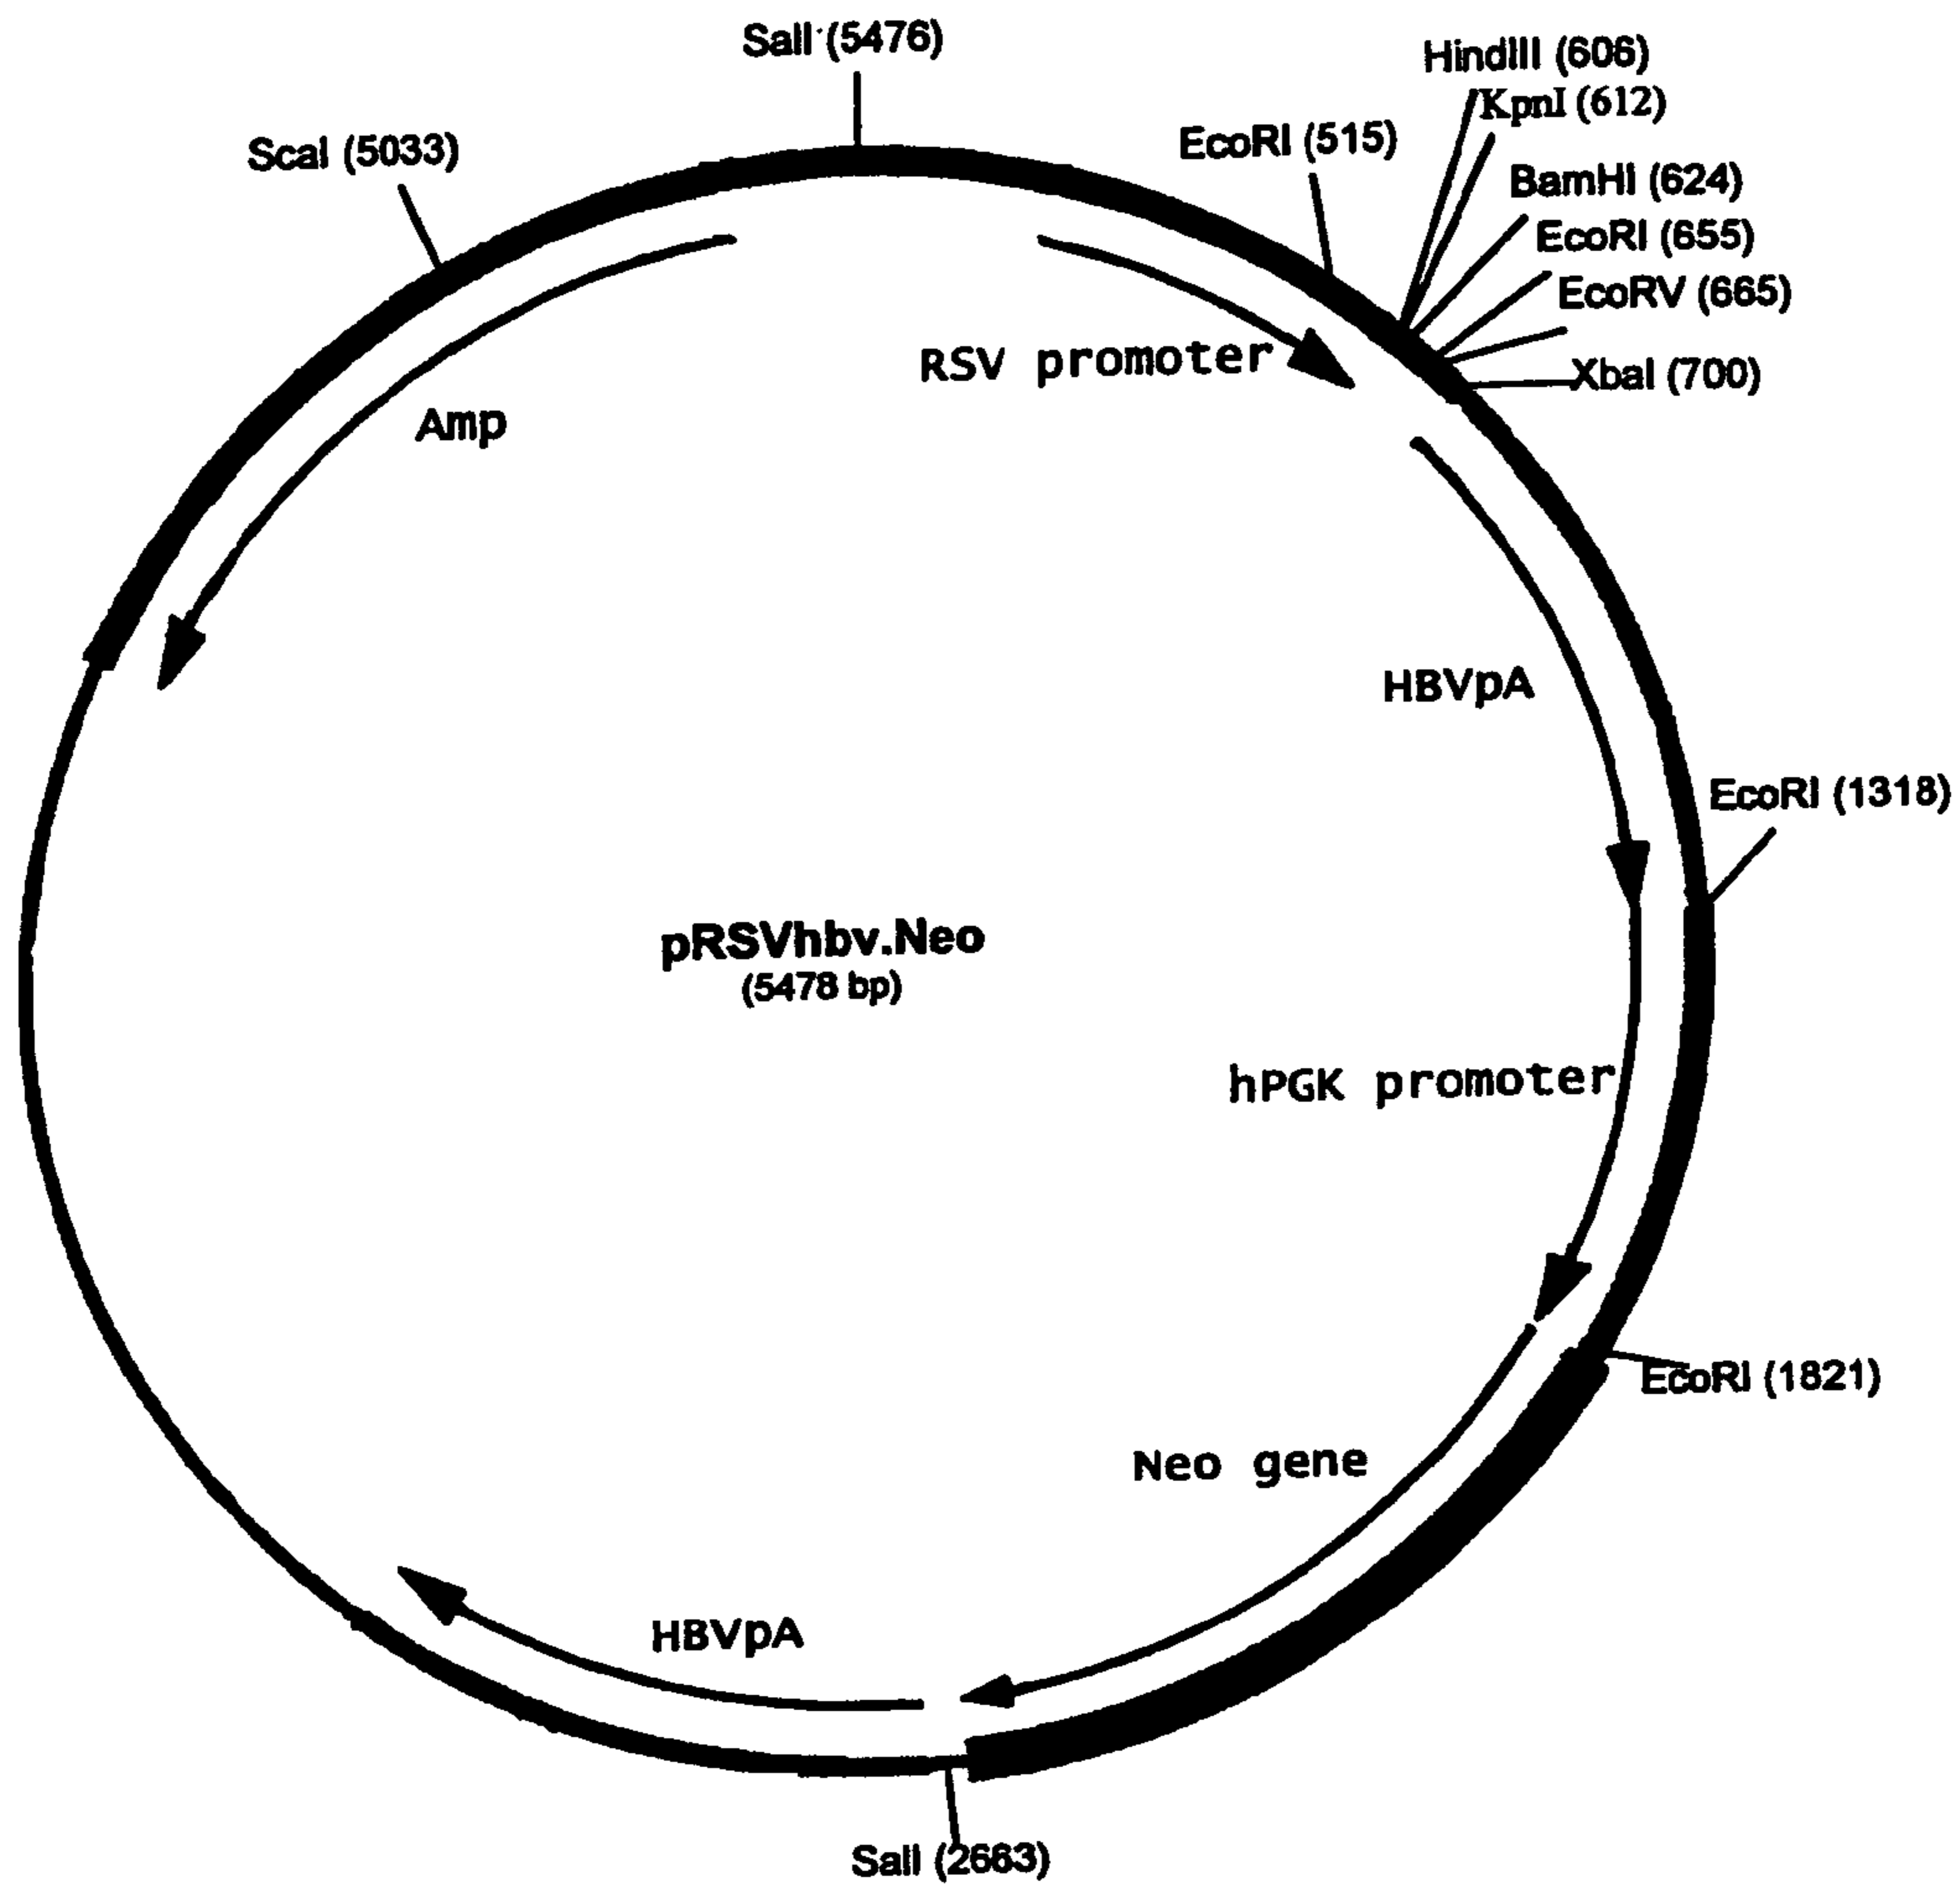 SalI (5476)
HindIII (606)
KpnI (612)
ScaI (5033)
EcoRI (515)
BamHI (624)
EcoRI (655)
EcoRV (665)
RSV promoter
XbaI (700)
Amp
HBVpA
EcoRI (1318)
pRSVhbv.Neo
(5478 bp)
hPGK promoter
EcoRI (1821)
Neo gene
HBVpA
SalI (2663)